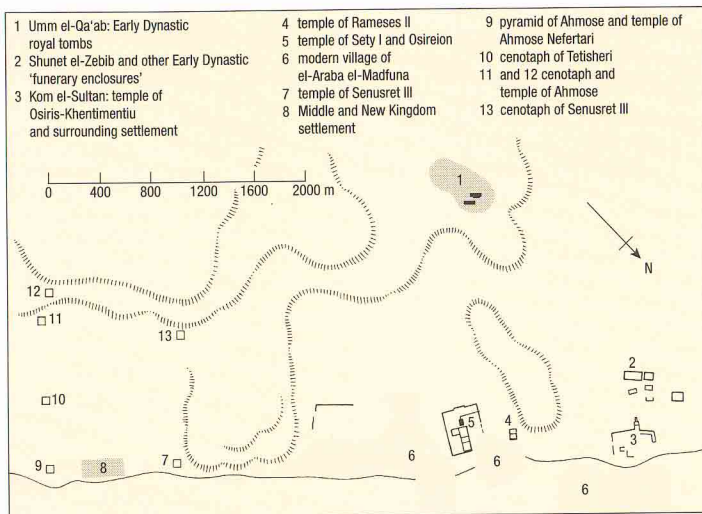 1 Umm el-Qa‘ab: Early Dynastic
royal tombs
2 Shunet el-Zebib and other Early Dynastic
‘funerary enclosures’
3 Kom el-Sultan: temple of
Osiris-Khentimentiu
and surrounding settlement
4 temple of Rameses II
5 temple of Sety I and Osireion
6 modern village of
el-Araba el-Madfuna
7 temple of Senusret III
8 Middle and New Kingdom
settlement
9 pyramid of Ahmose and temple of
Ahmose Nefertari
10 cenotaph of Tetisheri
11 and 12 cenotaph and
temple of Ahmose
13 cenotaph of Senusret III
0 400 800 1200 1600 2000 m
1
N
12
11
13
2
10
5
4
3
9
8
7
6
6
6